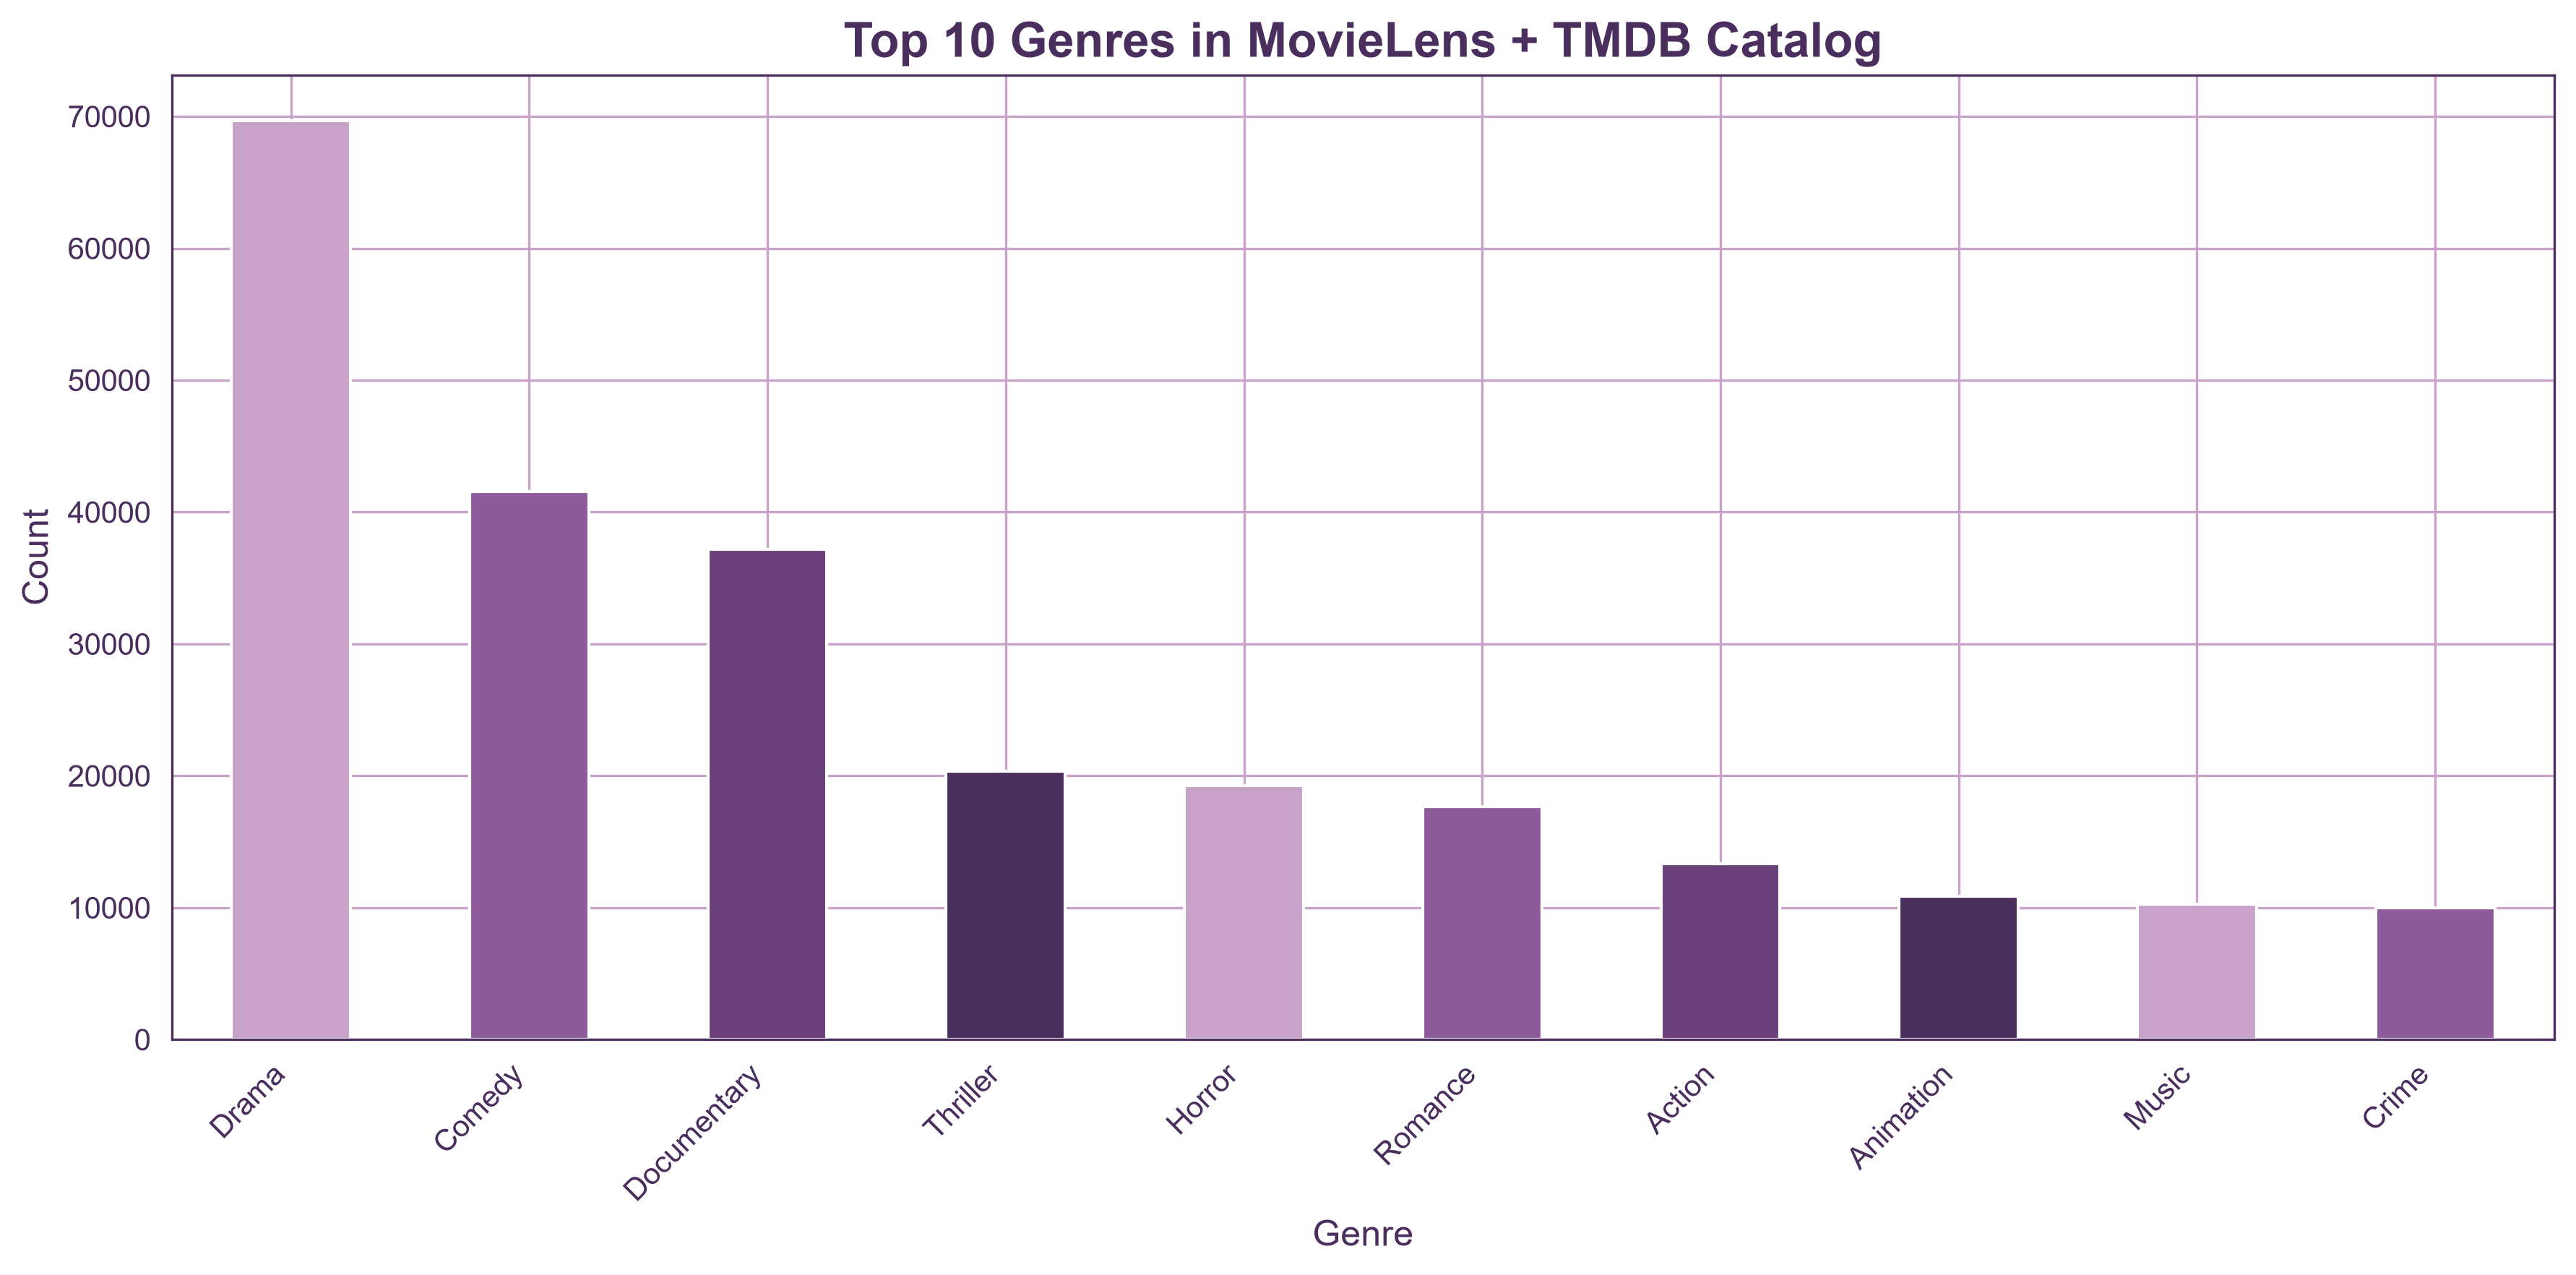 Top 10 Genres in MovieLens + TMDB Catalog
70000
60000
50000
40000
30000
20000
10000
0
Count
Drama
Comedy
Documentary
Thriller
Horror
Romance
Action
Animation
Music
Crime
Genre